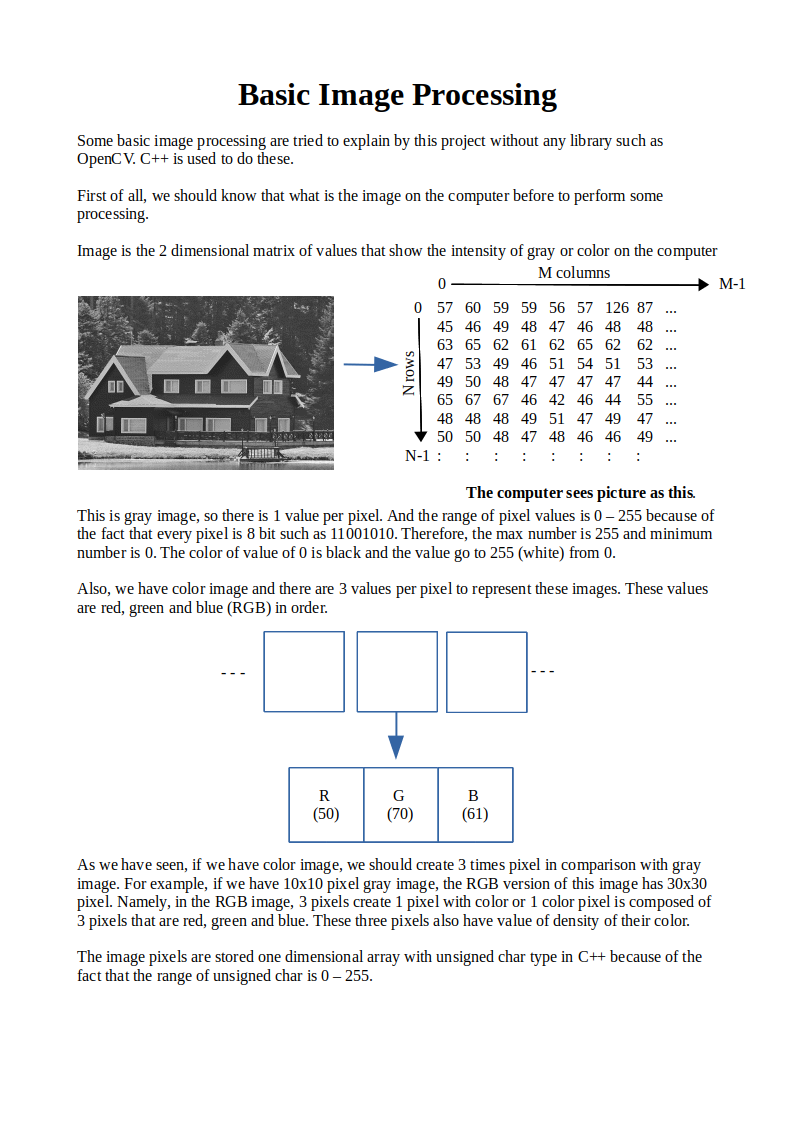 Basic Image Processing
Some basic image processing are tried to explain by this project without any library such as
OpenCV. C++ is used to do these.
First of all, we should know that what is the image on the computer before to perform some
processing.
Image is the 2 dimensional matrix of values that show the intensity of gray or color on the computer
M columns
0 M-1
0 57 60 59 59 56 57 126 87 ...
45 46 49 48 47 46 48 48 ...
63 65 62 61 62 65 62 62 ...
47 53 49 46 51 54 51 53 ...
49 50 48 47 47 47 47 44 ...
65 67 67 46 42 46 44 55 ...
48 48 48 49 51 47 49 47 ...
50 50 48 47 48 46 46 49 ...
N-1 : : : : : : : :
N rows
The computer sees picture as this.
This is gray image, so there is 1 value per pixel. And the range of pixel values is 0 – 255 because of
the fact that every pixel is 8 bit such as 11001010. Therefore, the max number is 255 and minimum
number is 0. The color of value of 0 is black and the value go to 255 (white) from 0.
Also, we have color image and there are 3 values per pixel to represent these images. These values
are red, green and blue (RGB) in order.
- - - - - -
R G B
(50) (70) (61)
As we have seen, if we have color image, we should create 3 times pixel in comparison with gray
image. For example, if we have 10x10 pixel gray image, the RGB version of this image has 30x30
pixel. Namely, in the RGB image, 3 pixels create 1 pixel with color or 1 color pixel is composed of
3 pixels that are red, green and blue. These three pixels also have value of density of their color.
The image pixels are stored one dimensional array with unsigned char type in C++ because of the
fact that the range of unsigned char is 0 – 255.